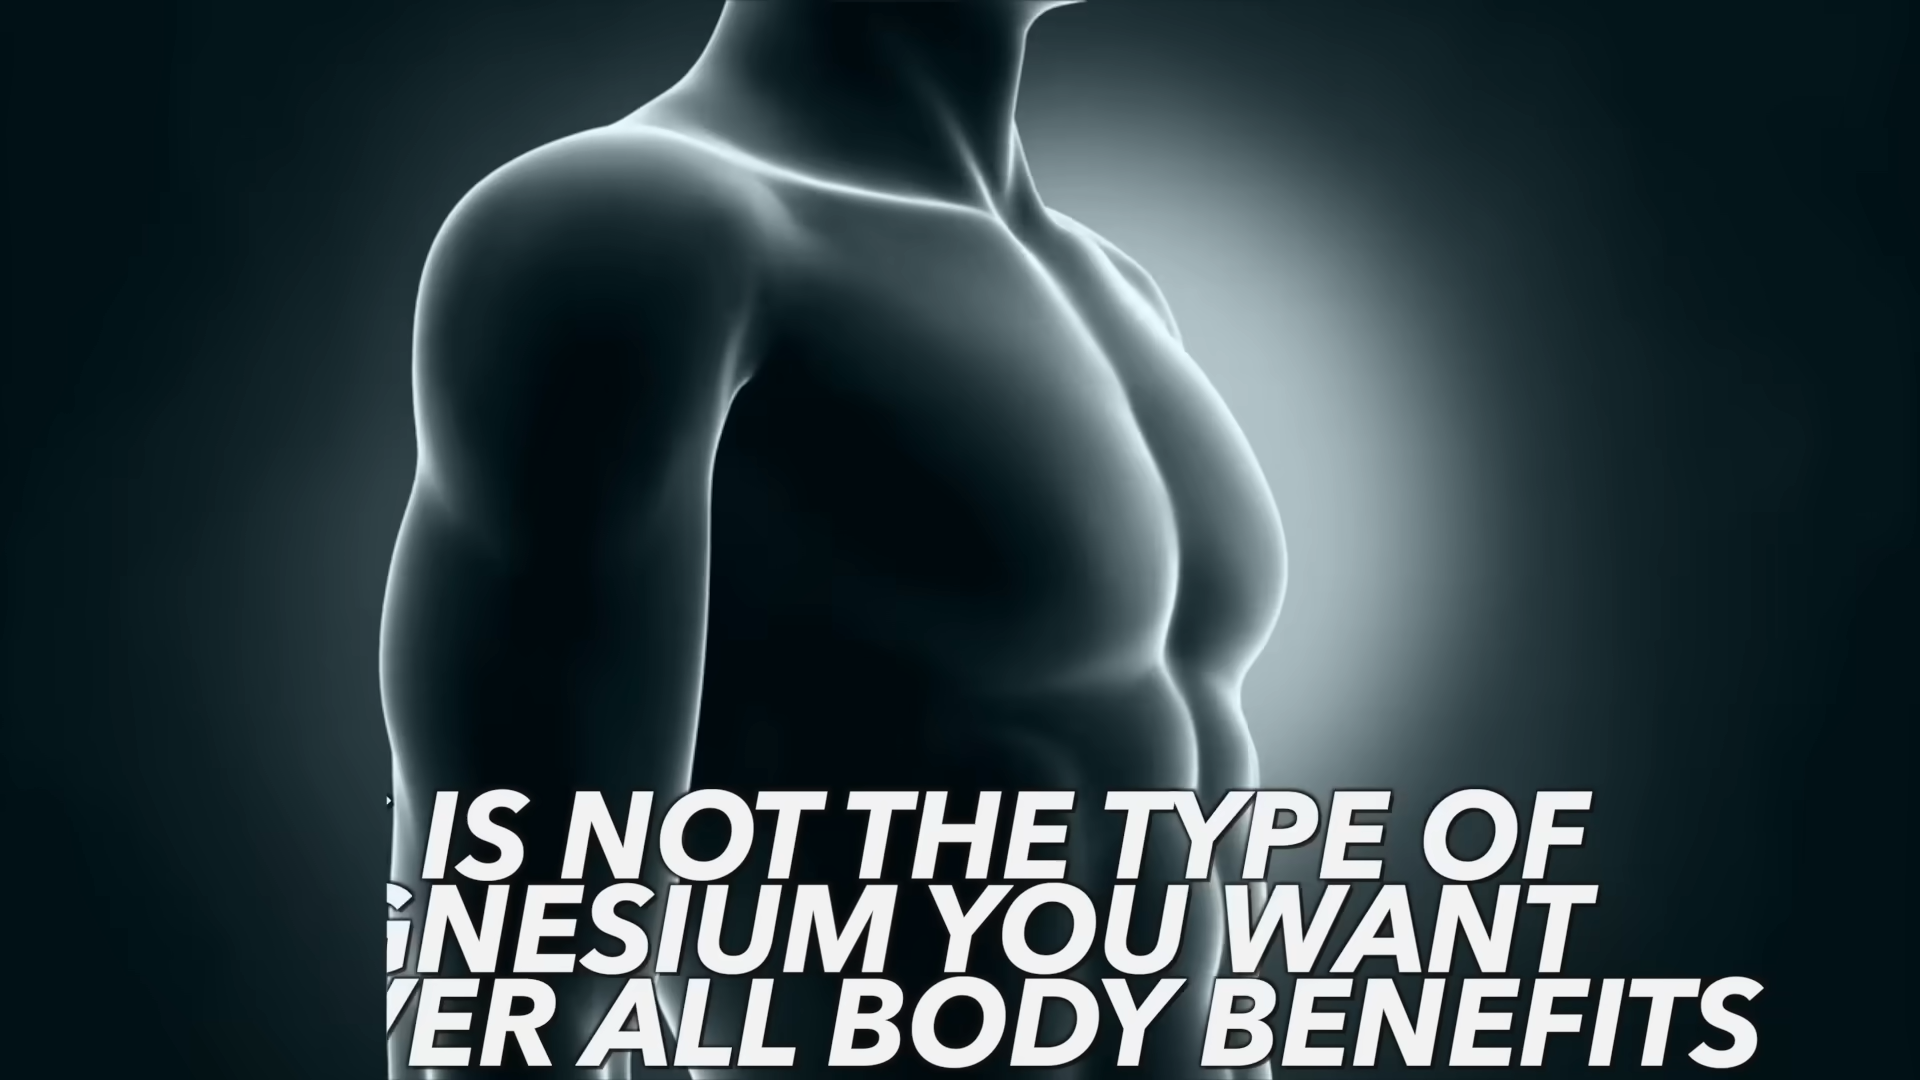 IS NOT THE TYPE OF
GNESIUM YOU WANT
VER ALL BODY BENEFITS